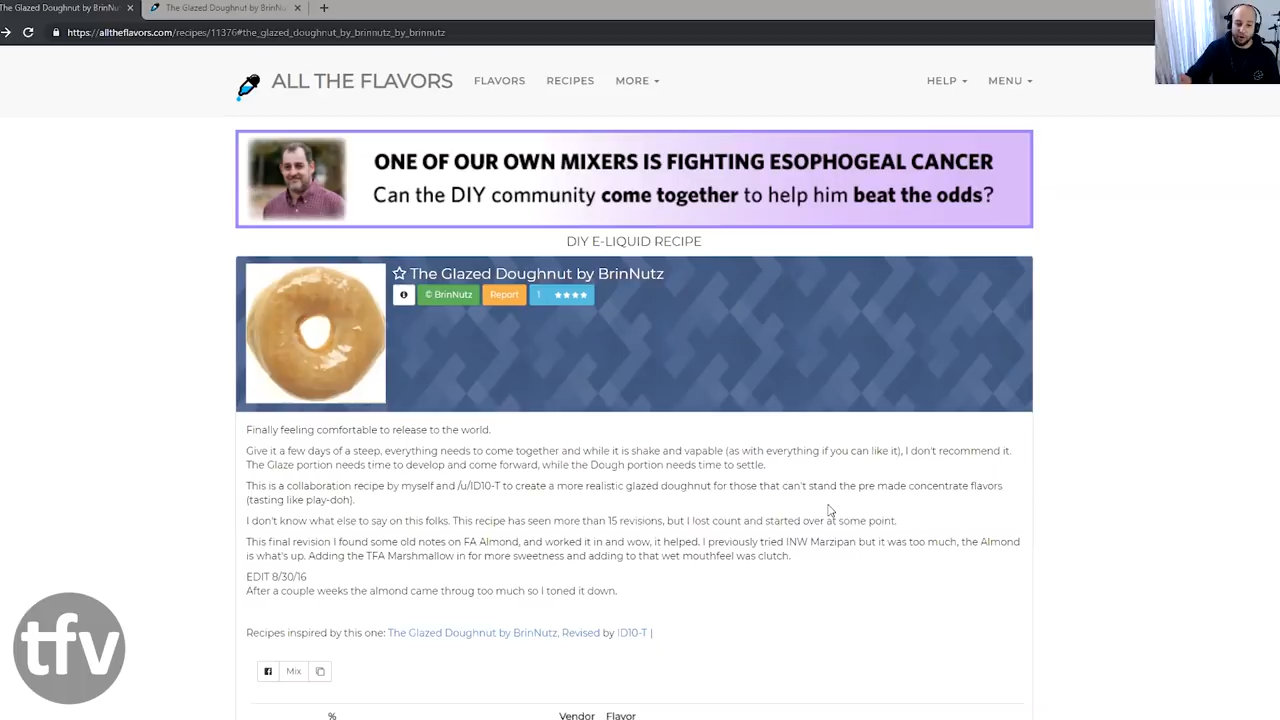 The Glazed Doughnut by BrinNu
The Glazed Doughnut by BrinNu
https://alltheflavors.com/recipes/11376#the_glazed_doughnut_by_brinnutz_by_brinnutz
ALL THE FLAVORS
FLAVORS
RECIPES
MORE
HELP
MENU
ONE OF OUR OWN MIXERS IS FIGHTING ESOPHOGEAL CANCER
Can the DIY community come together to help him beat the odds?
DIY E-LIQUID RECIPE
The Glazed Doughnut by BrinNutz
© BrinNutz
Report
1 ★★★★
Finally feeling comfortable to release to the world.
Give it a few days of a steep, everything needs to come together and while it is shake and vapable (as with everything if you can like it), I don't recommend it.
The Glaze portion needs time to develop and come forward, while the Dough portion needs time to settle.
This is a collaboration recipe by myself and /u/ID10-T to create a more realistic glazed doughnut for those that can't stand the pre made concentrate flavors
(tasting like play-doh).
I don't know what else to say on this folks. This recipe has seen more than 15 revisions, but I lost count and started over at some point.
This final revision I found some old notes on FA Almond, and worked it in and wow, it helped. I previously tried INW Marzipan but it was too much, the Almond
is what's up. Adding the TFA Marshmallow in for more sweetness and adding to that wet mouthfeel was clutch.
EDIT 8/30/16
After a couple weeks the almond came throug too much so I toned it down.
Recipes inspired by this one: The Glazed Doughnut by BrinNutz, Revised by ID10-T |
Mix
% Vendor Flavor
tfv